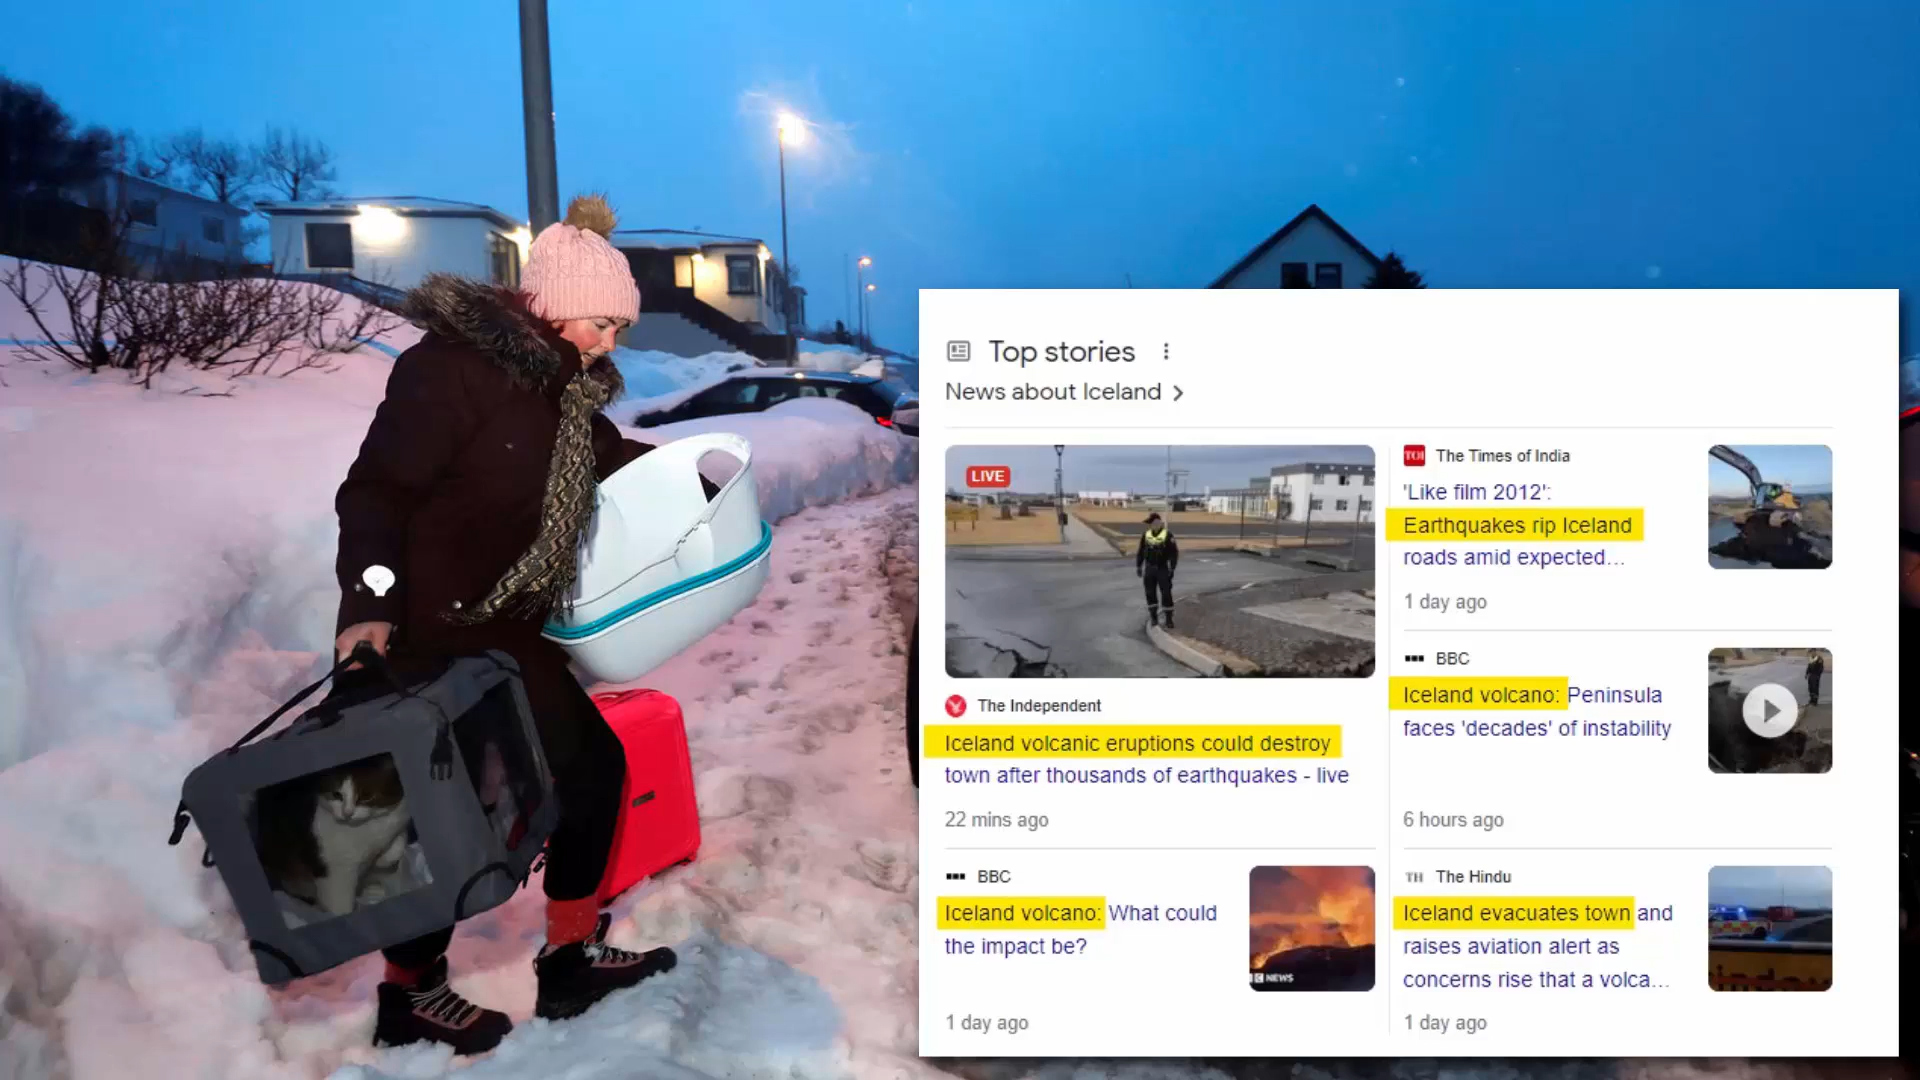 Top stories
News about Iceland
LIVE
The Independent
Iceland volcanic eruptions could destroy
town after thousands of earthquakes - live
22 mins ago
BBC
Iceland volcano: What could
the impact be?
NEWS
1 day ago
TOI The Times of India
'Like film 2012':
Earthquakes rip Iceland
roads amid expected...
1 day ago
BBC
Iceland volcano: Peninsula
faces 'decades' of instability
6 hours ago
TH The Hindu
Iceland evacuates town and
raises aviation alert as
concerns rise that a volca...
1 day ago